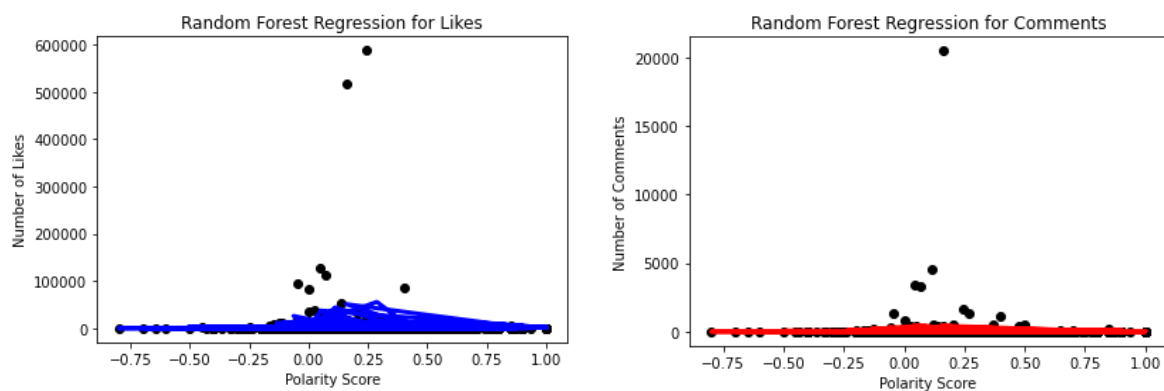 Random Forest Regression for Likes
600000
500000
400000
300000
200000
100000
0
Number of Likes
−0.75 −0.50 −0.25 0.00 0.25 0.50 0.75 1.00
Polarity Score
Random Forest Regression for Comments
20000
15000
10000
5000
0
Number of Comments
−0.75 −0.50 −0.25 0.00 0.25 0.50 0.75 1.00
Polarity Score